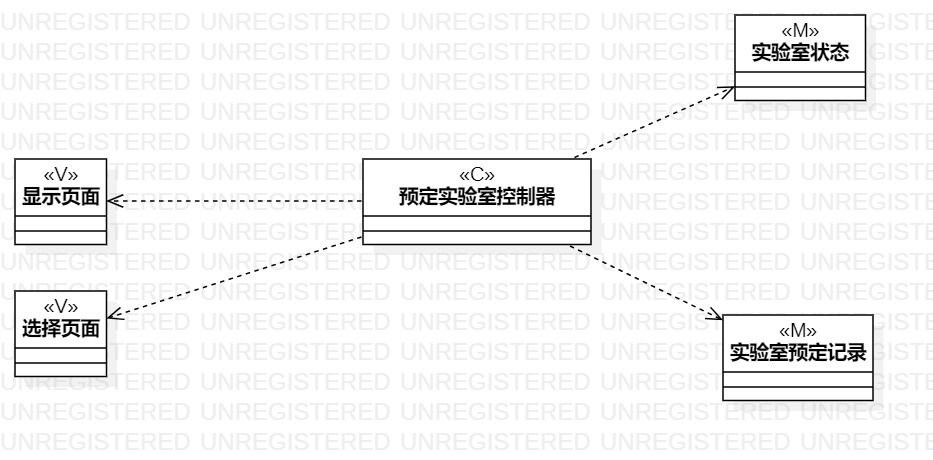 UNREGISTERED UNREGISTERED UNREGISTERED UNREGISTERED UNREGISTERED
«M»
实验室状态
«V»
显示页面
«C»
预定实验室控制器
«V»
选择页面
«M»
实验室预定记录